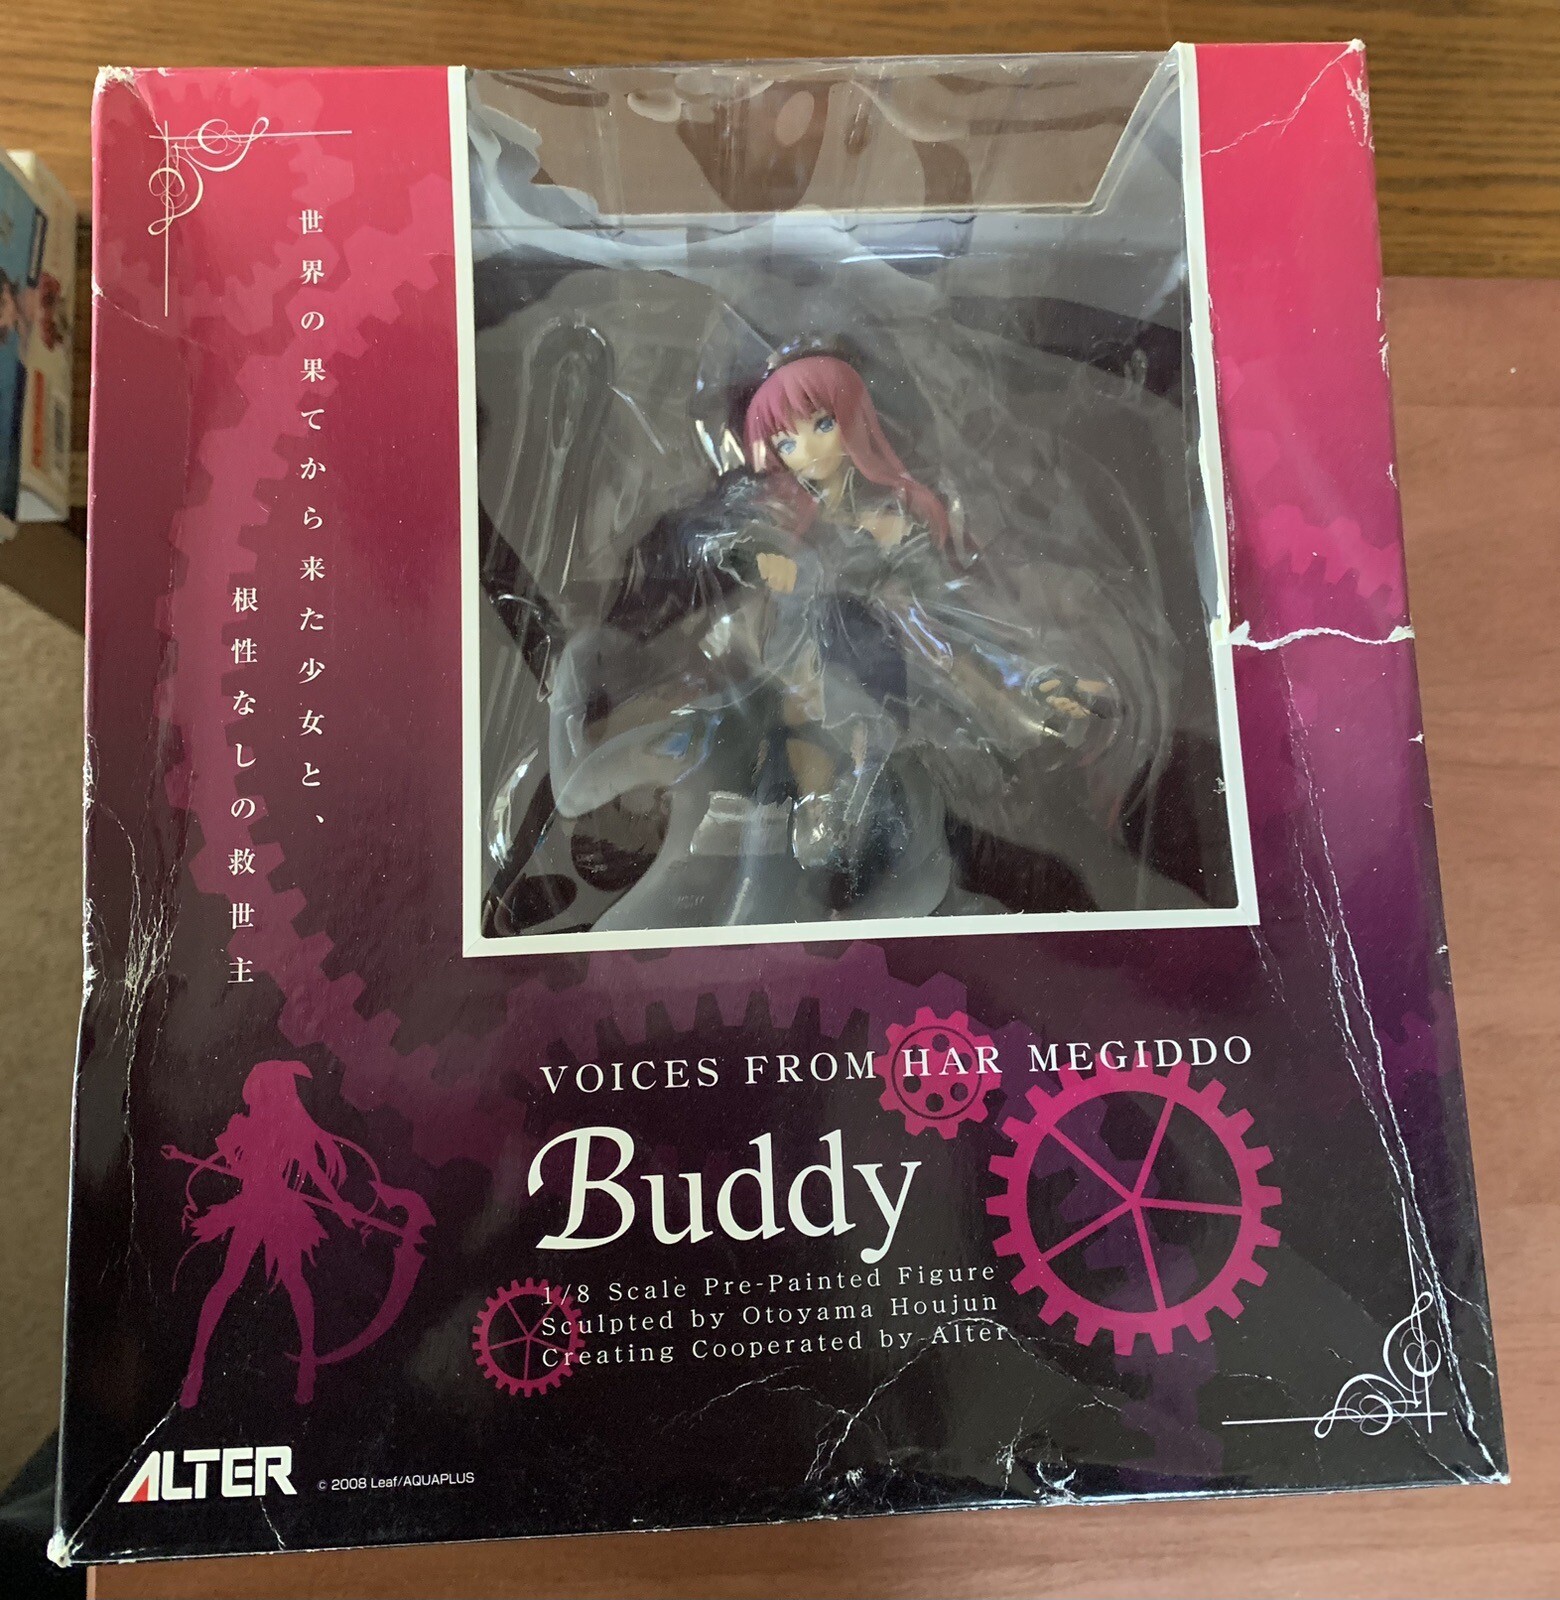 世界の果てから来た少女と、
根性なしの救世主
VOICES FROM HAR MEGIDDO
Buddy
1/8 Scale Pre-Painted Figure
Sculpted by Otoyama Houjun
Creating Cooperated by Alter
ALTER
© 2008 Leaf/AQUAPLUS